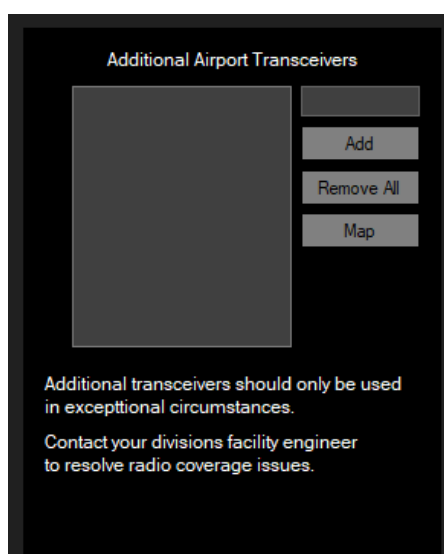 Additional Airport Transceivers
Add
Remove All
Map
Additional transceivers should only be used
in excepttional circumstances.
Contact your divisions facility engineer
to resolve radio coverage issues.